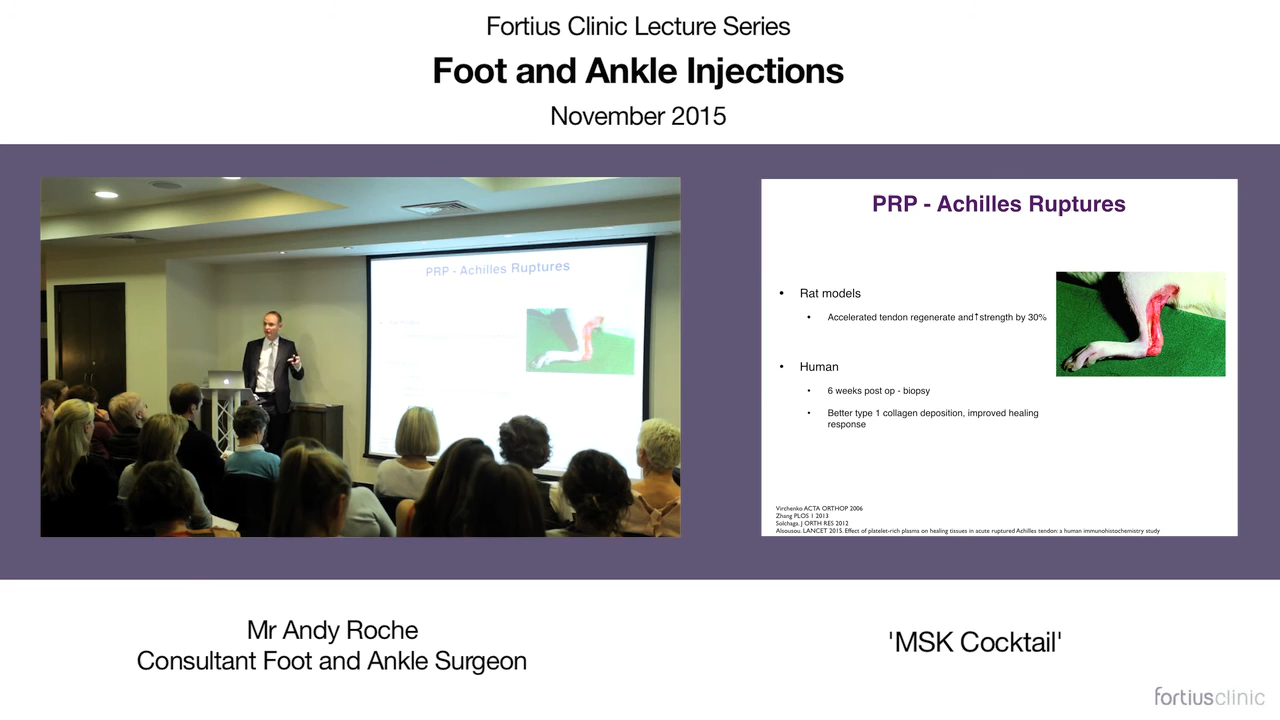 Fortius Clinic Lecture Series
Foot and Ankle Injections
November 2015
PRP - Achilles Ruptures
PRP - Achilles Ruptures
• Rat models
• Accelerated tendon regenerate and↑strength by 30%
• Human
• 6 weeks post op - biopsy
• Better type 1 collagen deposition, improved healing
response
Virchenko ACTA ORTHOP 2006
Zhang PLOS 1 2013
Solchaga, J ORTH RES 2012
Alsousou. LANCET 2015. Effect of platelet-rich plasma on healing tissues in acute ruptured Achilles tendon: a human immunohistochemistry study
Mr Andy Roche
Consultant Foot and Ankle Surgeon
'MSK Cocktail'
fortiusclinic